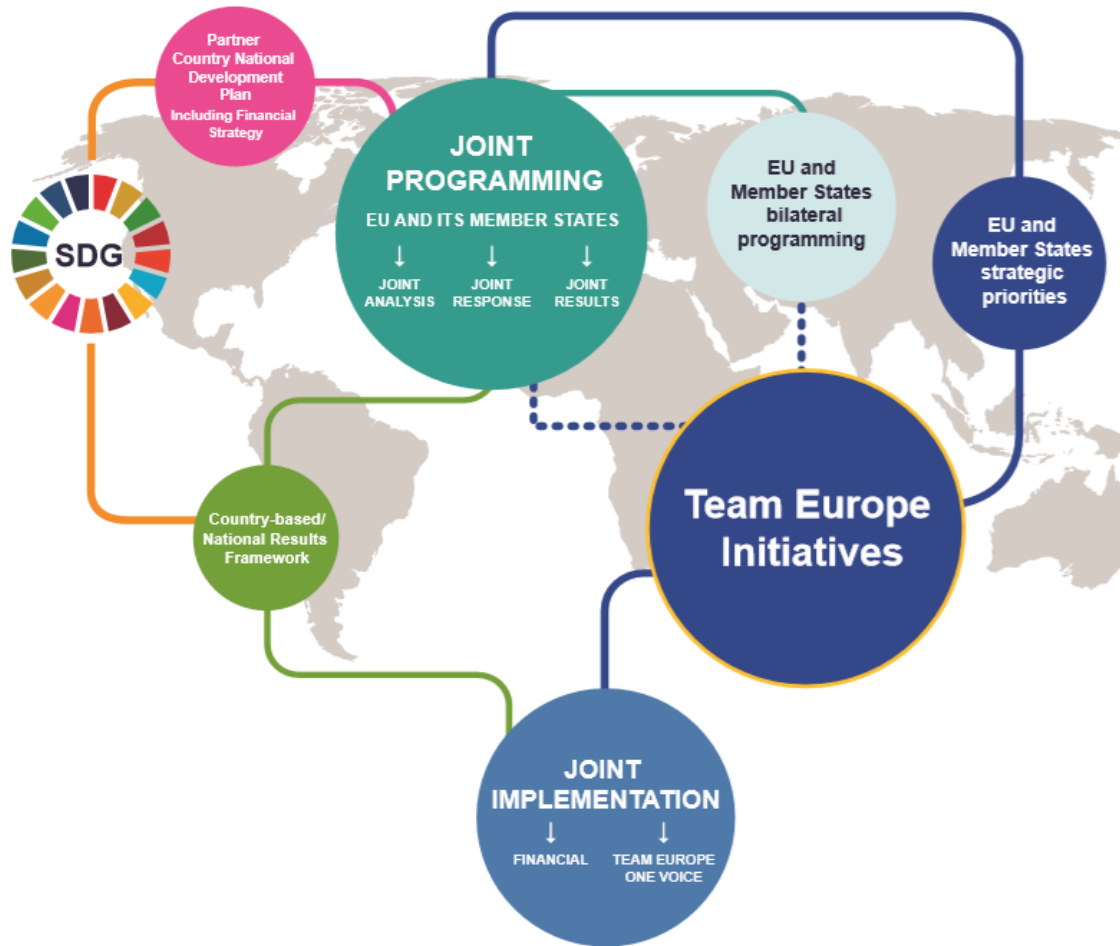 Partner
Country National
Development
Plan
Including Financial
Strategy
SDG
JOINT
PROGRAMMING
EU AND ITS MEMBER STATES
↓ ↓ ↓
JOINT
ANALYSIS
JOINT
RESPONSE
JOINT
RESULTS
EU and
Member States
bilateral
programming
EU and
Member States
strategic
priorities
Country-based/
National Results
Framework
Team Europe
Initiatives
JOINT
IMPLEMENTATION
↓ ↓
FINANCIAL
TEAM EUROPE
ONE VOICE